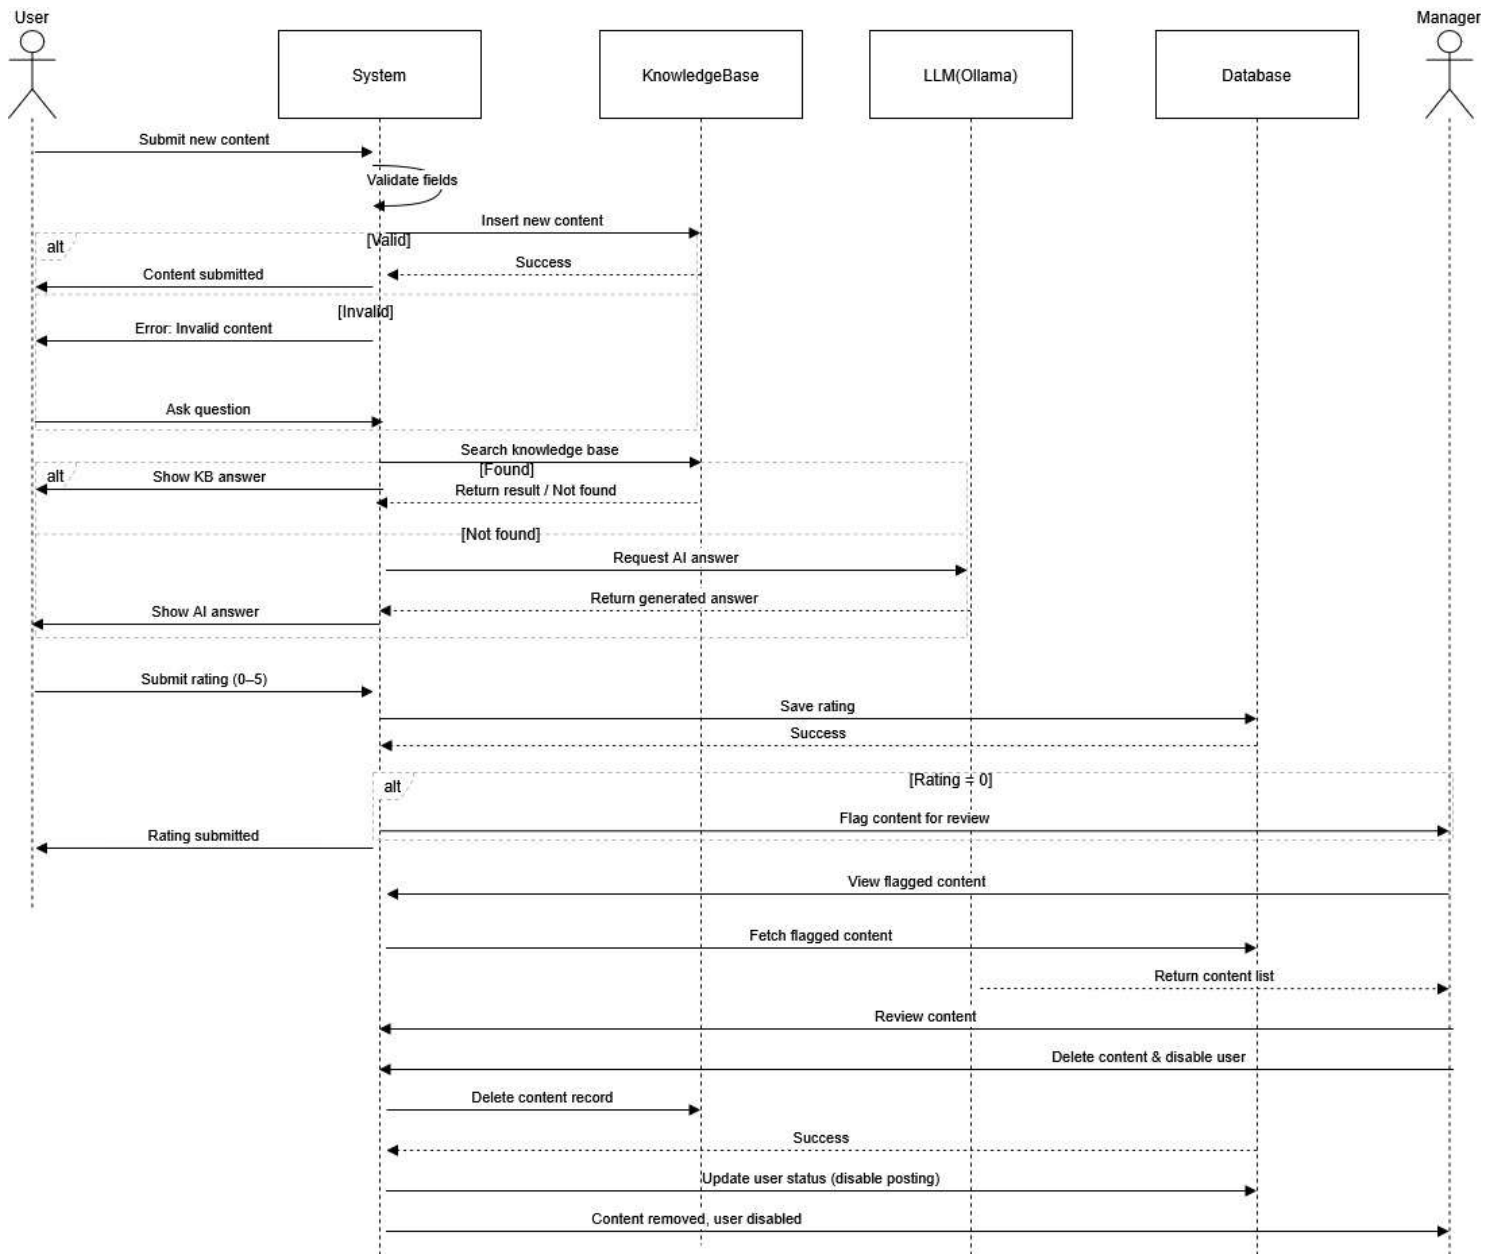 User
Manager
System
KnowledgeBase
LLM(Ollama)
Database
Submit new content
Validate fields
Insert new content
alt
[Valid]
Success
Content submitted
[Invalid]
Error: Invalid content
Ask question
Search knowledge base
alt
[Found]
Show KB answer
Return result / Not found
[Not found]
Request AI answer
Return generated answer
Show AI answer
Submit rating (0–5)
Save rating
Success
alt
[Rating = 0]
Flag content for review
Rating submitted
View flagged content
Fetch flagged content
Return content list
Review content
Delete content & disable user
Delete content record
Success
Update user status (disable posting)
Content removed, user disabled